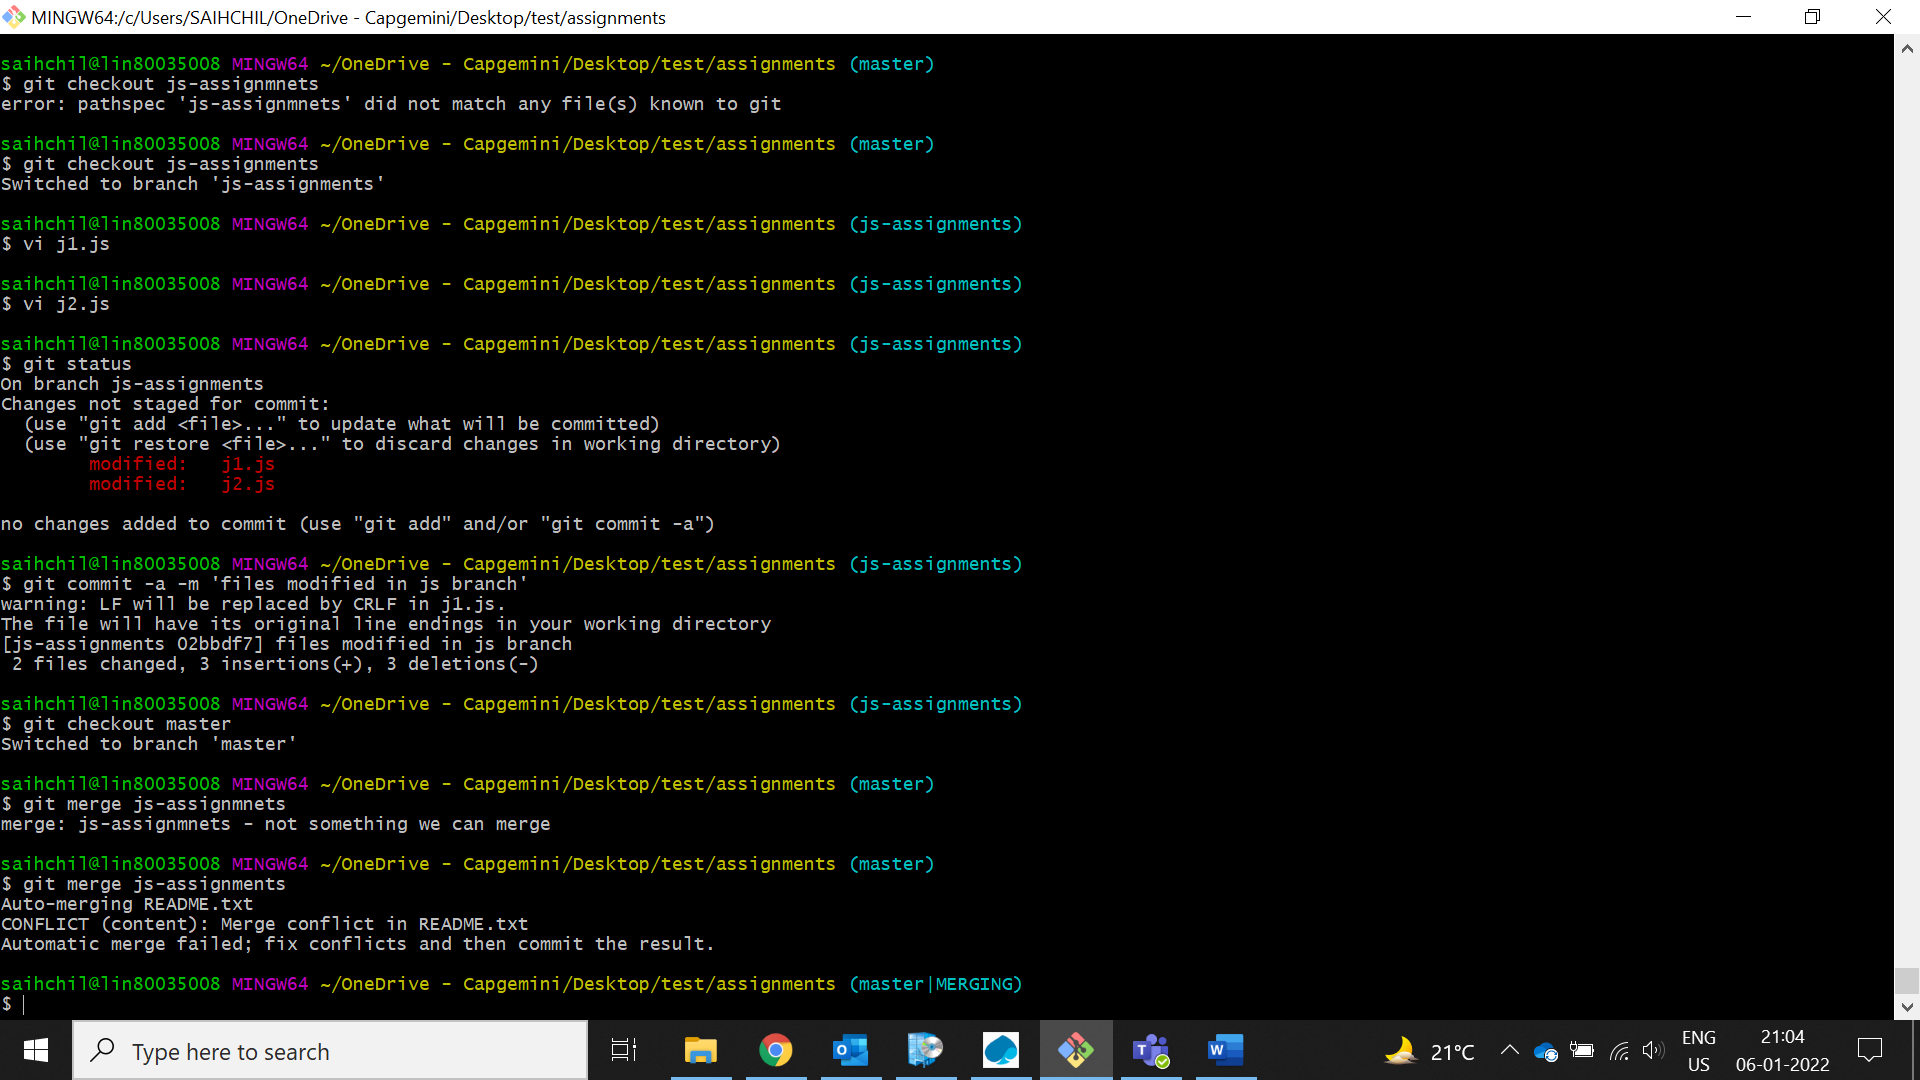 MINGW64:/c/Users/SAIHCHIL/OneDrive - Capgemini/Desktop/test/assignments
saihchil@lin80035008 MINGW64 ~/OneDrive - Capgemini/Desktop/test/assignments (master)
$ git checkout js-assignmnets
error: pathspec 'js-assignmnets' did not match any file(s) known to git
saihchil@lin80035008 MINGW64 ~/OneDrive - Capgemini/Desktop/test/assignments (master)
$ git checkout js-assignments
Switched to branch 'js-assignments'
saihchil@lin80035008 MINGW64 ~/OneDrive - Capgemini/Desktop/test/assignments (js-assignments)
$ vi j1.js
saihchil@lin80035008 MINGW64 ~/OneDrive - Capgemini/Desktop/test/assignments (js-assignments)
$ vi j2.js
saihchil@lin80035008 MINGW64 ~/OneDrive - Capgemini/Desktop/test/assignments (js-assignments)
$ git status
On branch js-assignments
Changes not staged for commit:
  (use "git add <file>..." to update what will be committed)
  (use "git restore <file>..." to discard changes in working directory)
        modified:   j1.js
        modified:   j2.js
no changes added to commit (use "git add" and/or "git commit -a")
saihchil@lin80035008 MINGW64 ~/OneDrive - Capgemini/Desktop/test/assignments (js-assignments)
$ git commit -a -m 'files modified in js branch'
warning: LF will be replaced by CRLF in j1.js.
The file will have its original line endings in your working directory
[js-assignments 02bbdf7] files modified in js branch
 2 files changed, 3 insertions(+), 3 deletions(-)
saihchil@lin80035008 MINGW64 ~/OneDrive - Capgemini/Desktop/test/assignments (js-assignments)
$ git checkout master
Switched to branch 'master'
saihchil@lin80035008 MINGW64 ~/OneDrive - Capgemini/Desktop/test/assignments (master)
$ git merge js-assignmnets
merge: js-assignmnets - not something we can merge
saihchil@lin80035008 MINGW64 ~/OneDrive - Capgemini/Desktop/test/assignments (master)
$ git merge js-assignments
Auto-merging README.txt
CONFLICT (content): Merge conflict in README.txt
Automatic merge failed; fix conflicts and then commit the result.
saihchil@lin80035008 MINGW64 ~/OneDrive - Capgemini/Desktop/test/assignments (master|MERGING)
$
Type here to search
21°C
ENG
US
21:04
06-01-2022